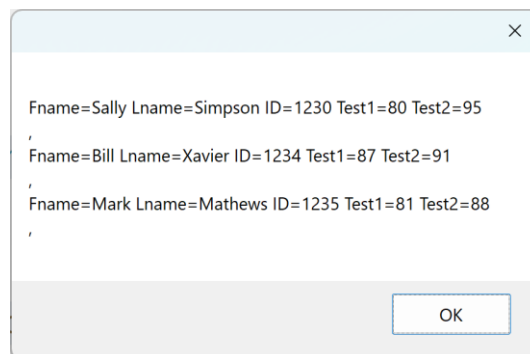 Fname=Sally Lname=Simpson ID=1230 Test1=80 Test2=95
,
Fname=Bill Lname=Xavier ID=1234 Test1=87 Test2=91
,
Fname=Mark Lname=Mathews ID=1235 Test1=81 Test2=88
,
OK